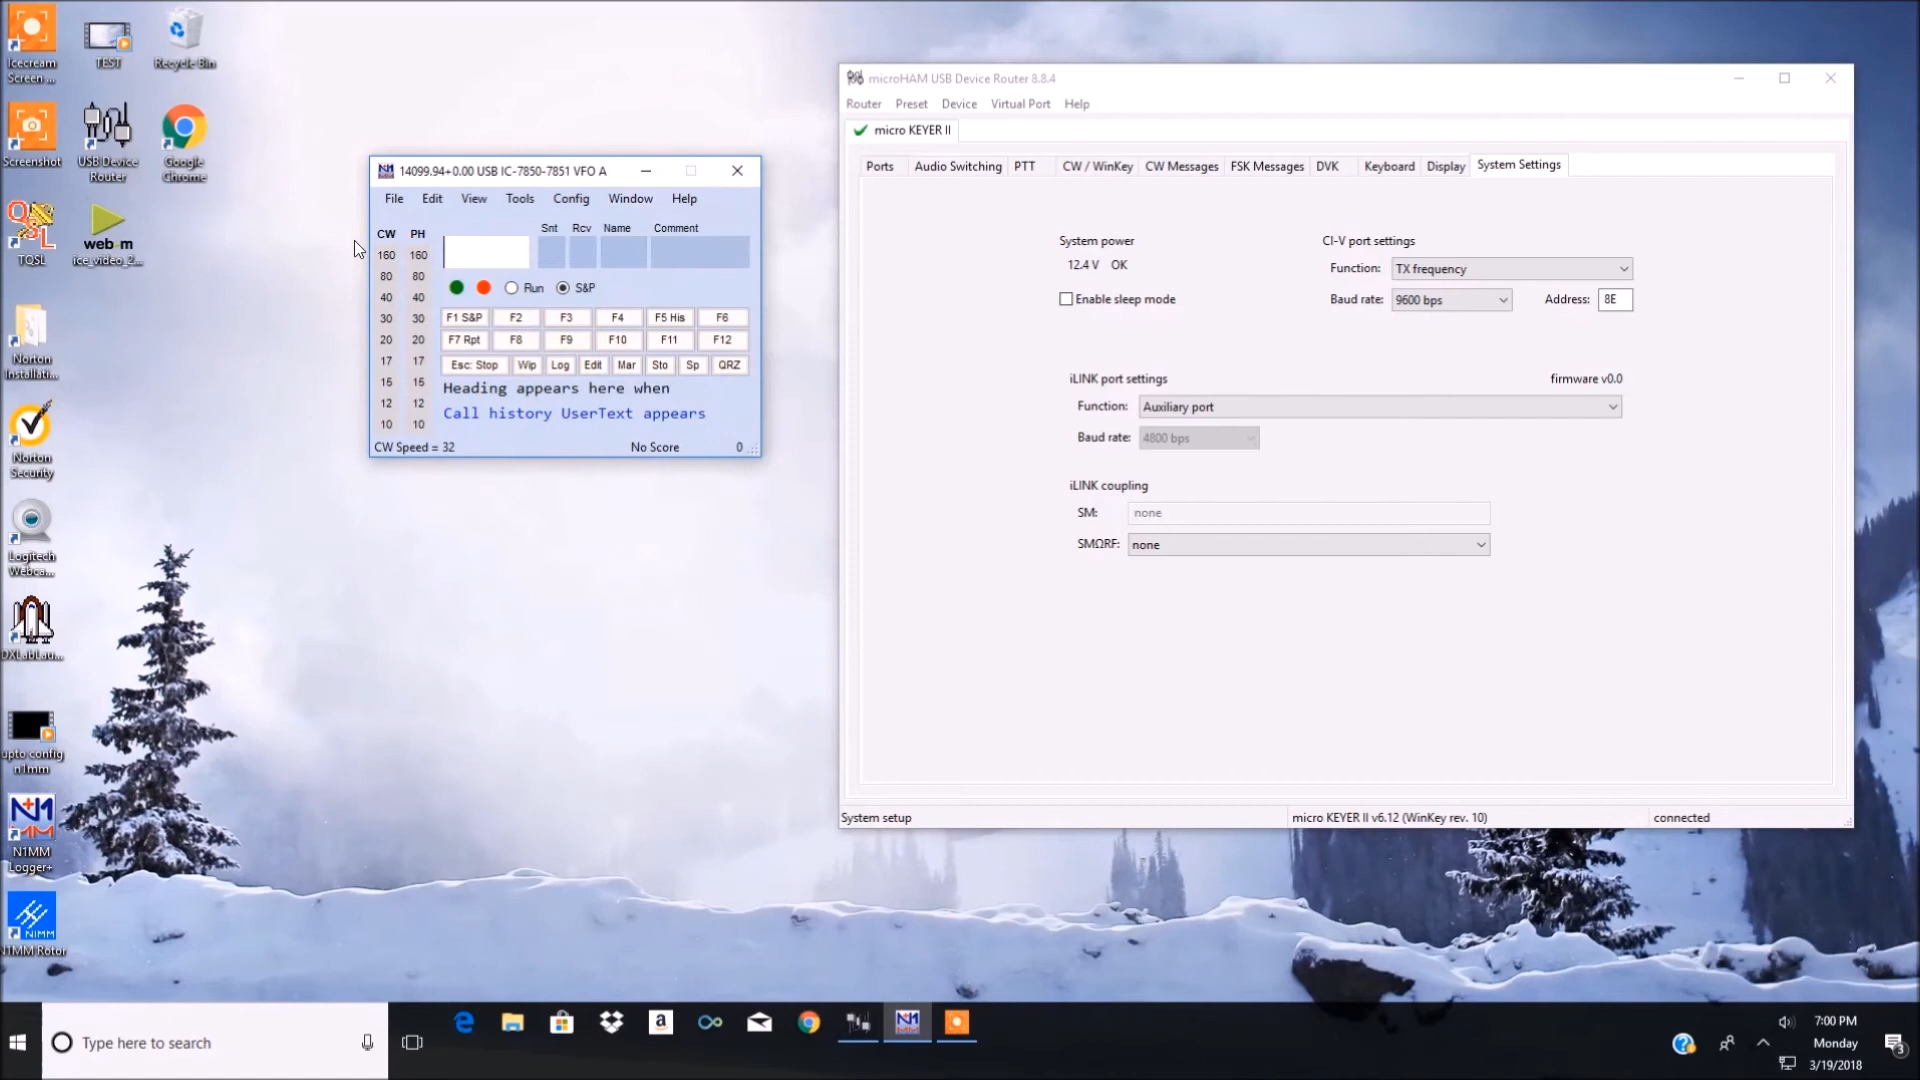 Icecream
Screen ...
TEST
Recycle Bin
Screenshot
USB Device
Router
Google
Chrome
TQSL
web-m
ice_video_2...
Norton
Installati...
Norton
Security
Logitech
Webca...
DXLabLau...
upto config
n1mm
N1MM
Logger+
N1MM Rotor
14099.94+0.00 USB IC-7850-7851 VFO A
File Edit View Tools Config Window Help
CW PH Snt Rcv Name Comment
160 160
80 80
40 40
30 30
20 20
17 17
15 15
12 12
10 10
Run S&P
F1 S&P F2 F3 F4 F5 His F6
F7 Rpt F8 F9 F10 F11 F12
Esc: Stop Wip Log Edit Mar Sto Sp QRZ
Heading appears here when
Call history UserText appears
CW Speed = 32 No Score 0
microHAM USB Device Router 8.8.4
Router Preset Device Virtual Port Help
micro KEYER II
Ports Audio Switching PTT CW / WinKey CW Messages FSK Messages DVK Keyboard Display System Settings
System power
12.4 V OK
Enable sleep mode
CI-V port settings
Function: TX frequency
Baud rate: 9600 bps Address: 8E
iLINK port settings firmware v0.0
Function: Auxiliary port
Baud rate: 4800 bps
iLINK coupling
SM: none
SMΩRF: none
System setup micro KEYER II v6.12 (WinKey rev. 10) connected
Type here to search
7:00 PM
Monday
3/19/2018
3